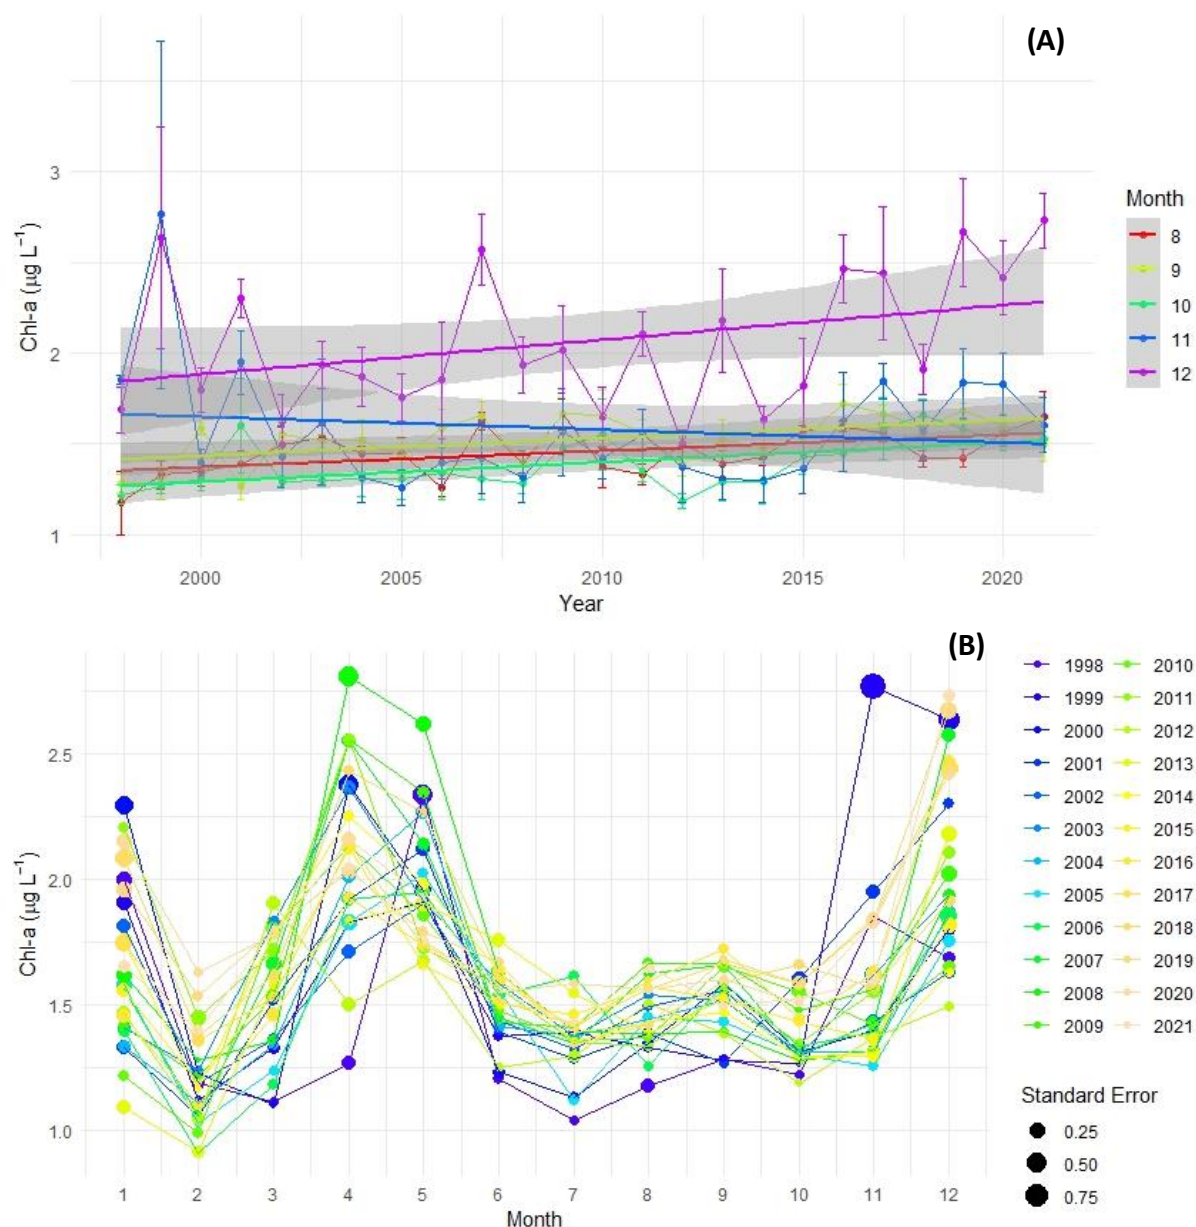 (A)
3
2
1
Chl-a (µg L⁻¹)
2000 2005 2010 2015 2020
Year
Month
8
9
10
11
12
(B)
2.5
2.0
1.5
1.0
Chl-a (µg L⁻¹)
1 2 3 4 5 6 7 8 9 10 11 12
Month
1998 2010
1999 2011
2000 2012
2001 2013
2002 2014
2003 2015
2004 2016
2005 2017
2006 2018
2007 2019
2008 2020
2009 2021
Standard Error
0.25
0.50
0.75